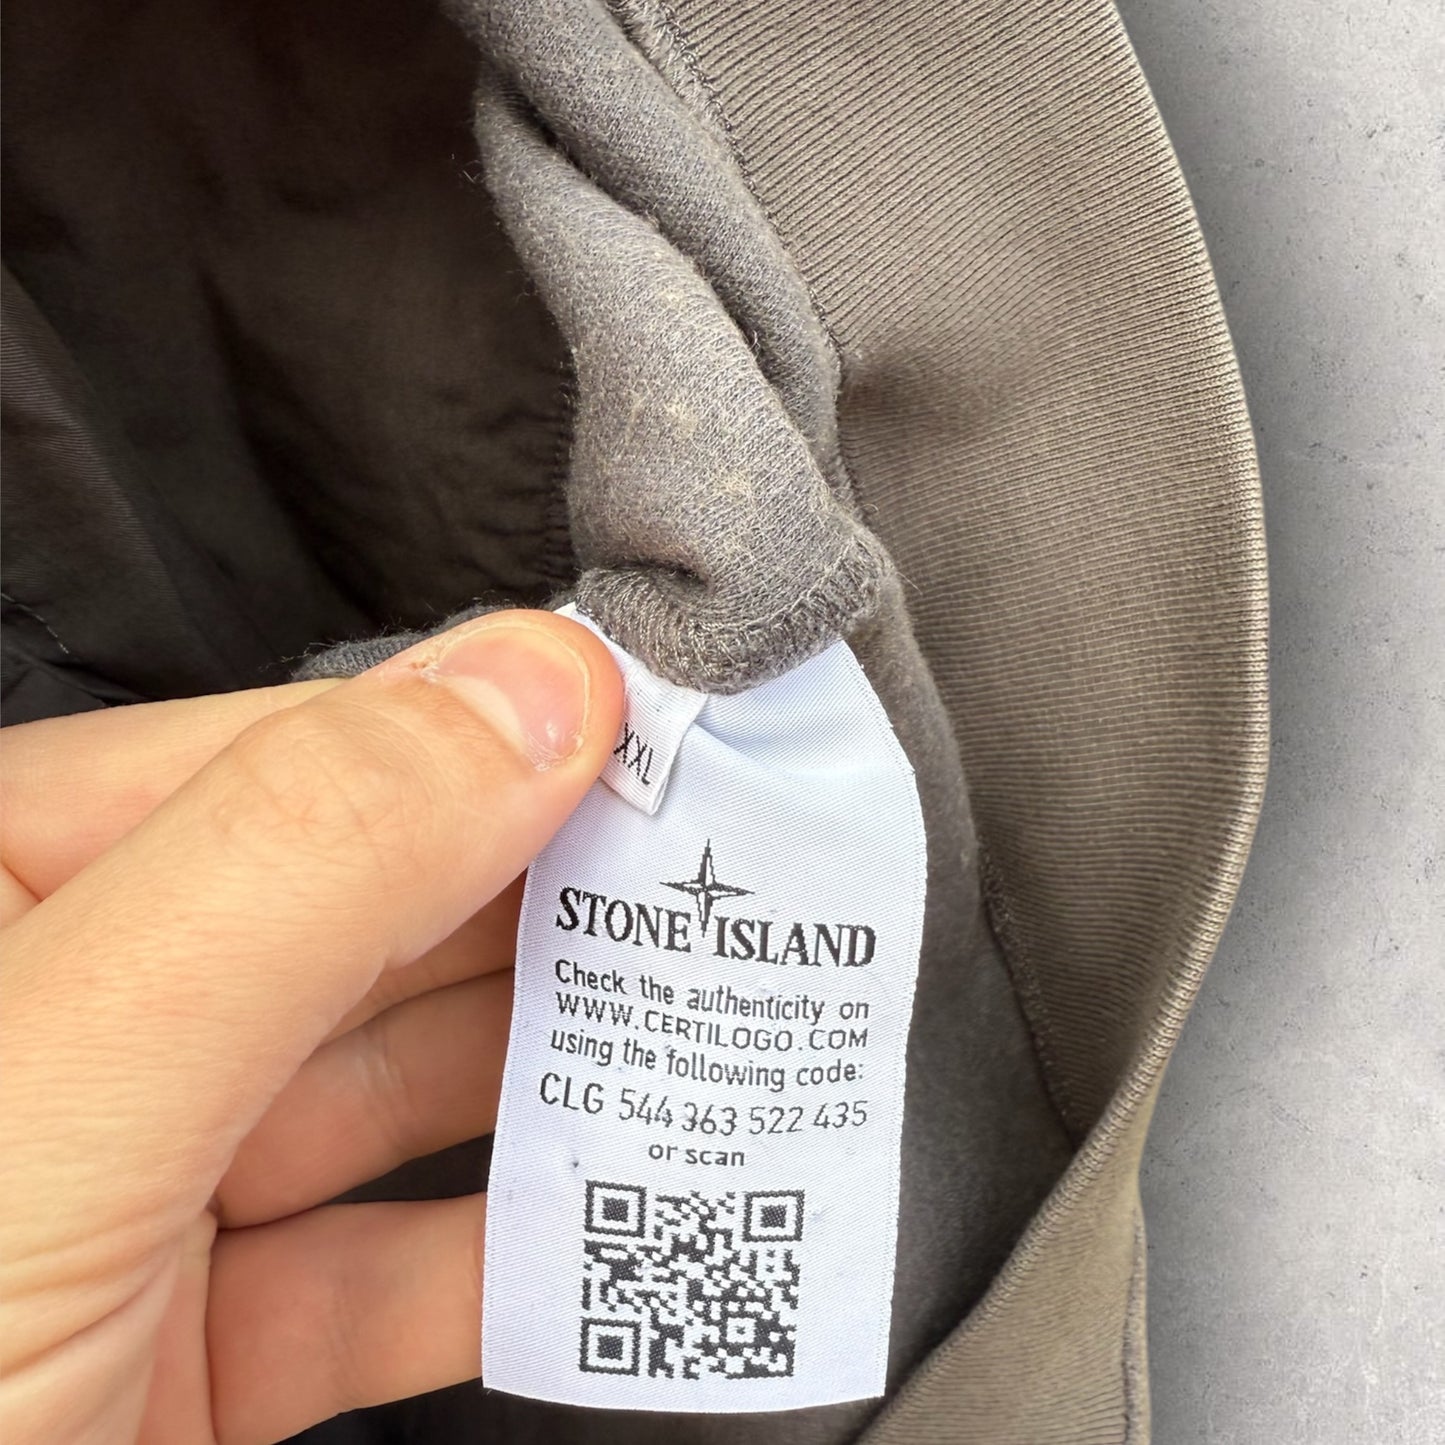 XXL
STONE ISLAND
Check the authenticity on
WWW.CERTILOGO.COM
using the following code:
CLG 544 363 522 435
or scan